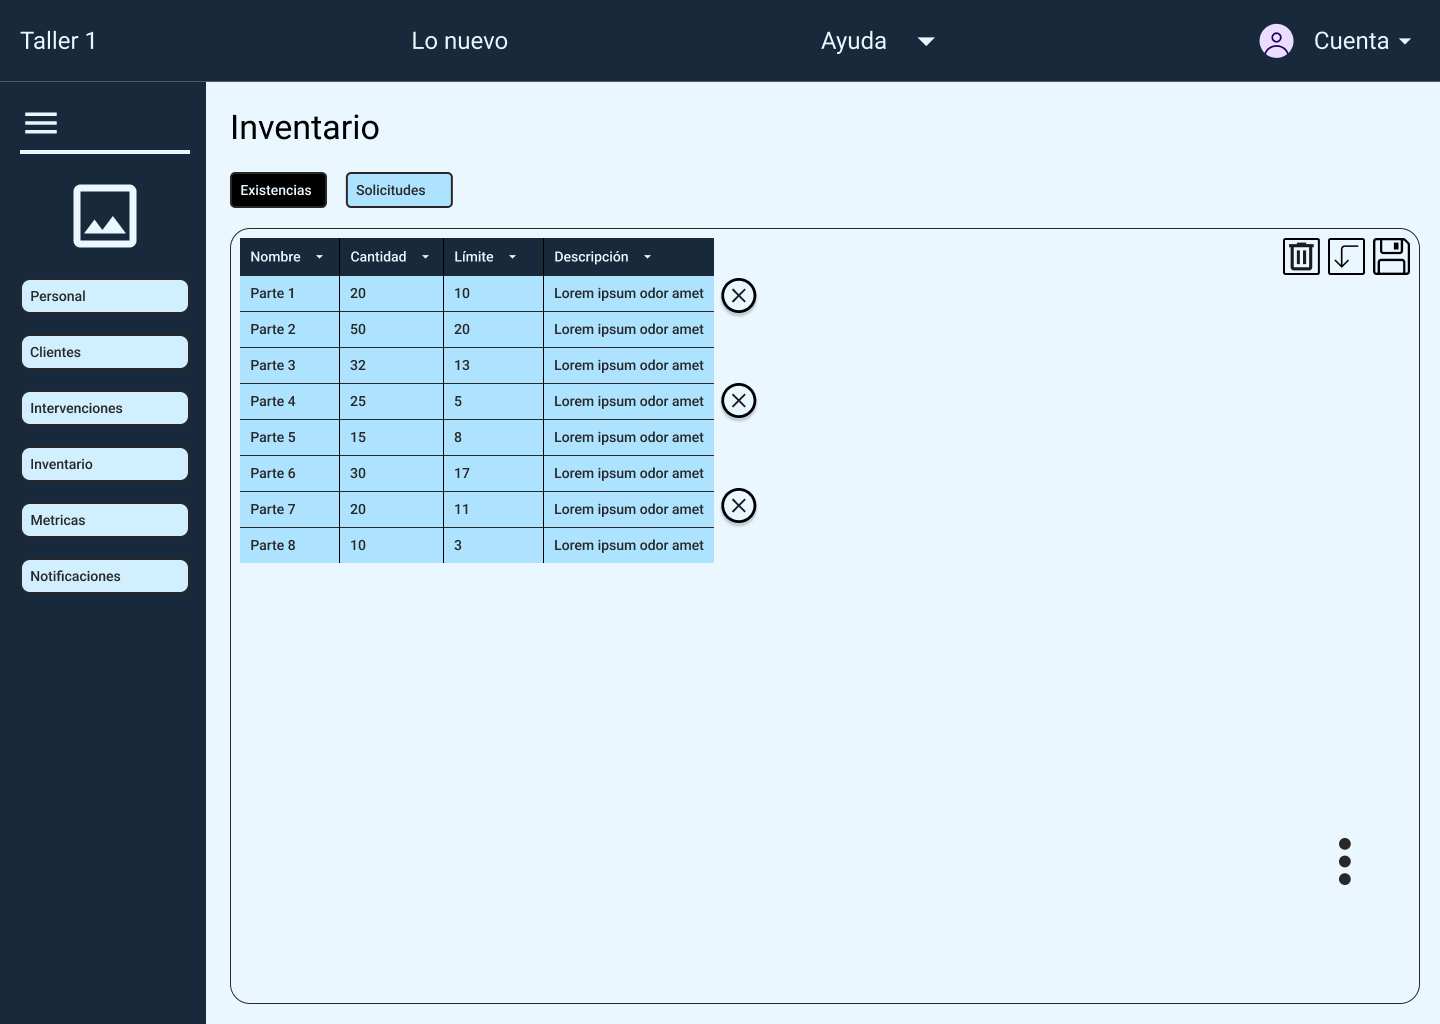 Taller 1
Lo nuevo
Ayuda
Cuenta
Inventario
Existencias
Solicitudes
Personal
Clientes
Intervenciones
Inventario
Metricas
Notificaciones
Nombre Cantidad Límite Descripción
Parte 1 20 10 Lorem ipsum odor amet
Parte 2 50 20 Lorem ipsum odor amet
Parte 3 32 13 Lorem ipsum odor amet
Parte 4 25 5 Lorem ipsum odor amet
Parte 5 15 8 Lorem ipsum odor amet
Parte 6 30 17 Lorem ipsum odor amet
Parte 7 20 11 Lorem ipsum odor amet
Parte 8 10 3 Lorem ipsum odor amet